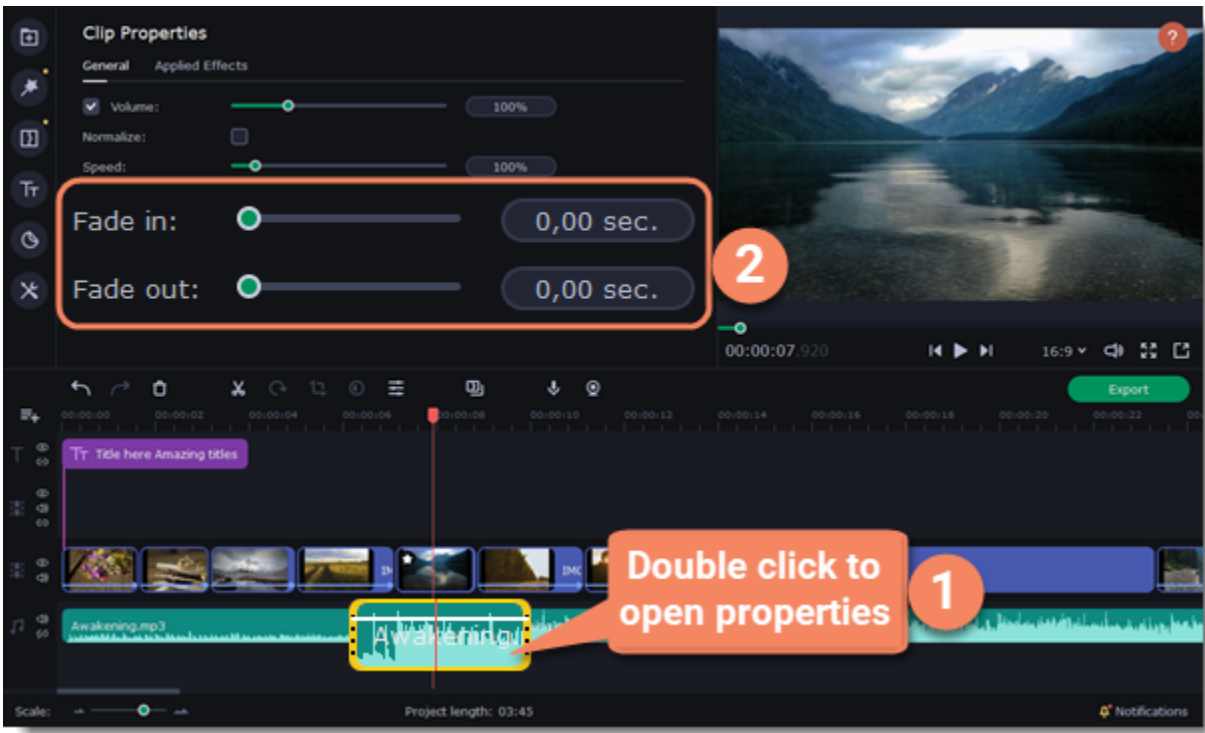 Clip Properties
General Applied Effects
Volume: 100%
Normalize:
Speed: 100%
Fade in: 0,00 sec.
Fade out: 0,00 sec.
2
?
00:00:07.920
16:9
Export
00:00:00 00:00:02 00:00:04 00:00:06 00:00:08 00:00:10 00:00:12 00:00:14 00:00:16 00:00:18 00:00:20 00:00:22
Tт Title here Amazing titles
Double click to
open properties
1
Awakening.mp3
Awakening.
Scale:
Project length: 03:45
Notifications